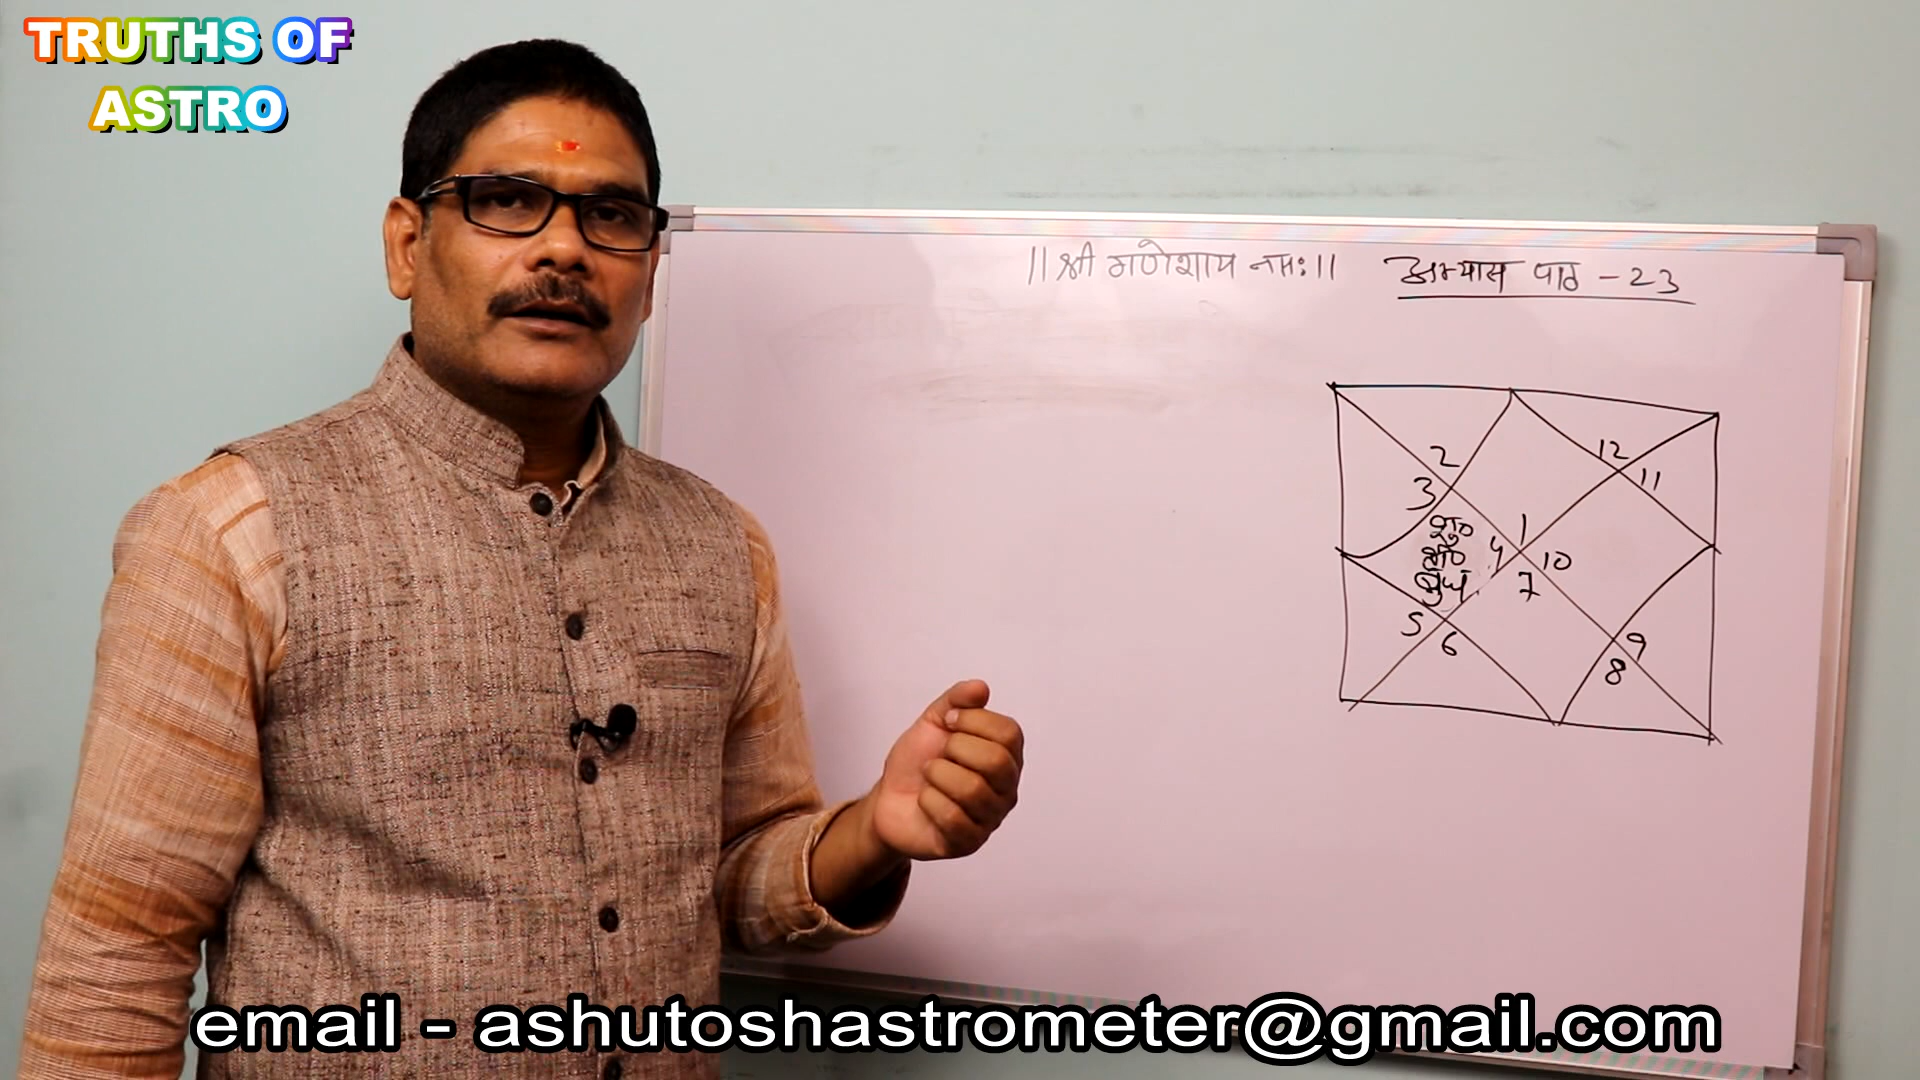 TRUTHS OF
ASTRO
॥ श्री गणेशाय नमः ॥ अभ्यास पाठ - 23
2
12
3
11
शु०
1
4
10
बुध
7
5
6
9
8
email - ashutoshastrometer@gmail.com